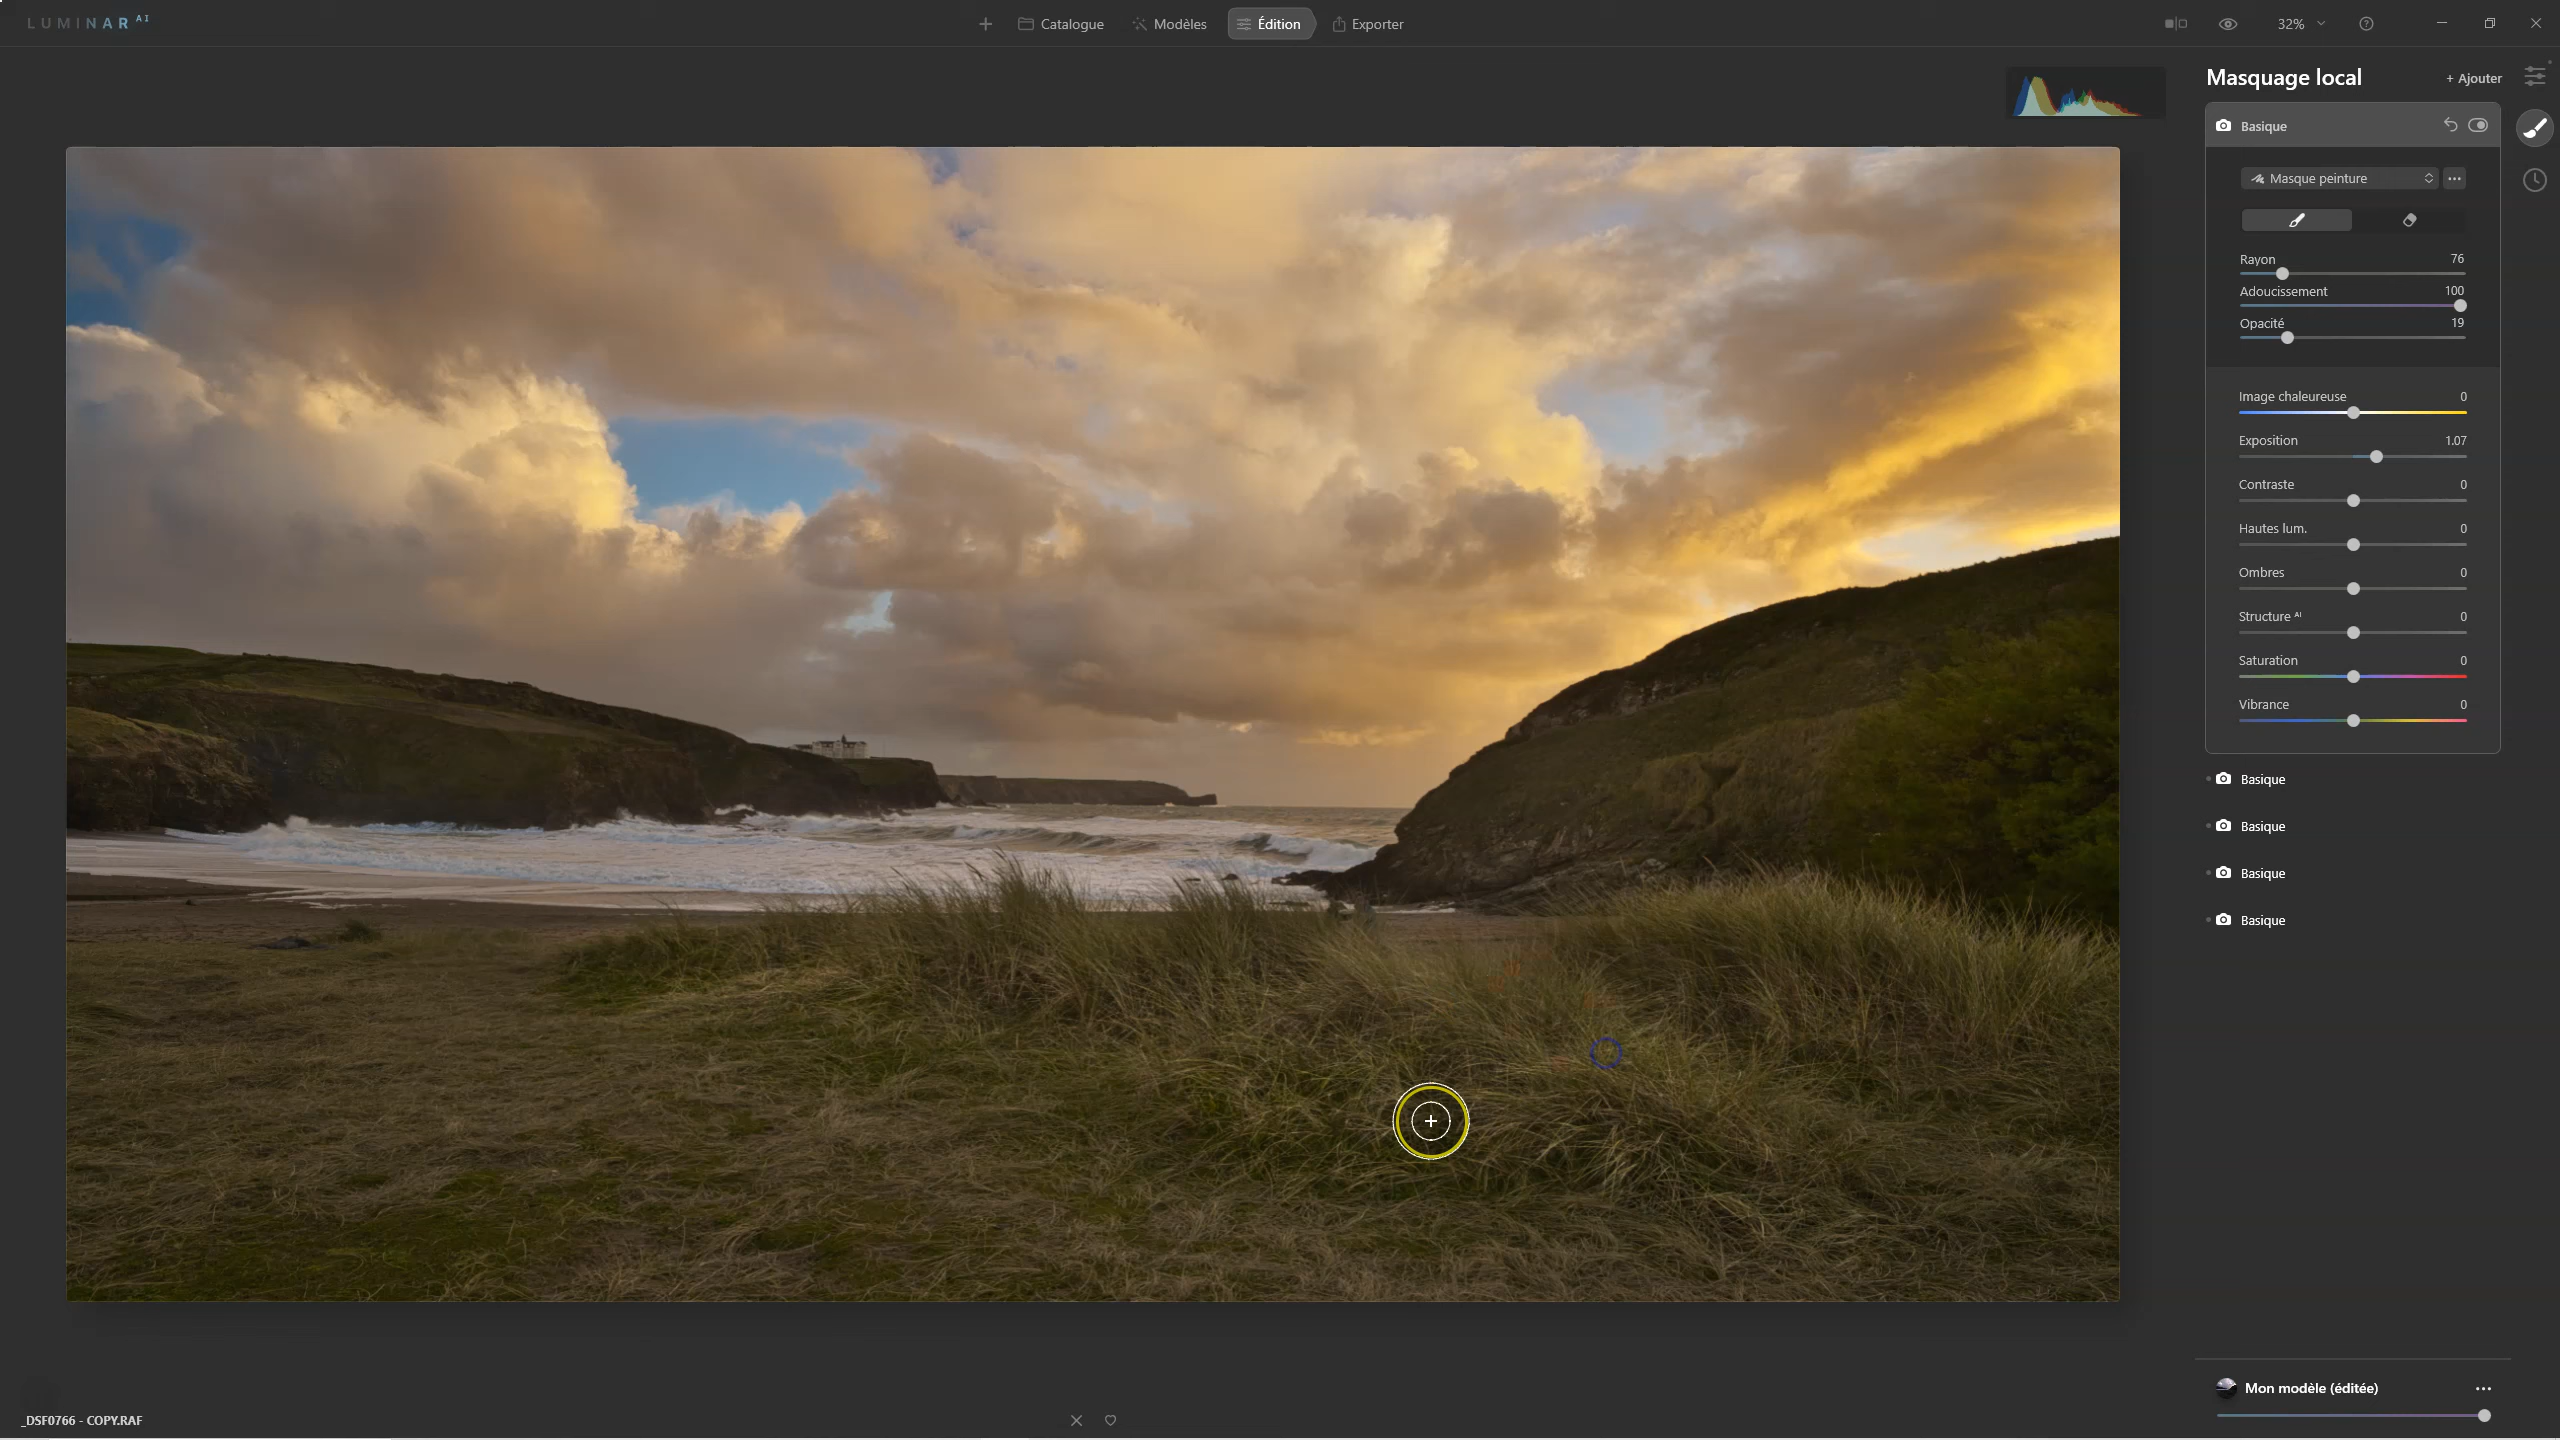 LUMINAR AI
Catalogue
Modèles
Édition
Exporter
32%
Masquage local
+ Ajouter
Basique
Masque peinture
Rayon 76
Adoucissement 100
Opacité 19
Image chaleureuse 0
Exposition 1.07
Contraste 0
Hautes lum. 0
Ombres 0
Structure AI 0
Saturation 0
Vibrance 0
Basique
Basique
Basique
Basique
Mon modèle (éditée)
_DSF0766 - COPY.RAF